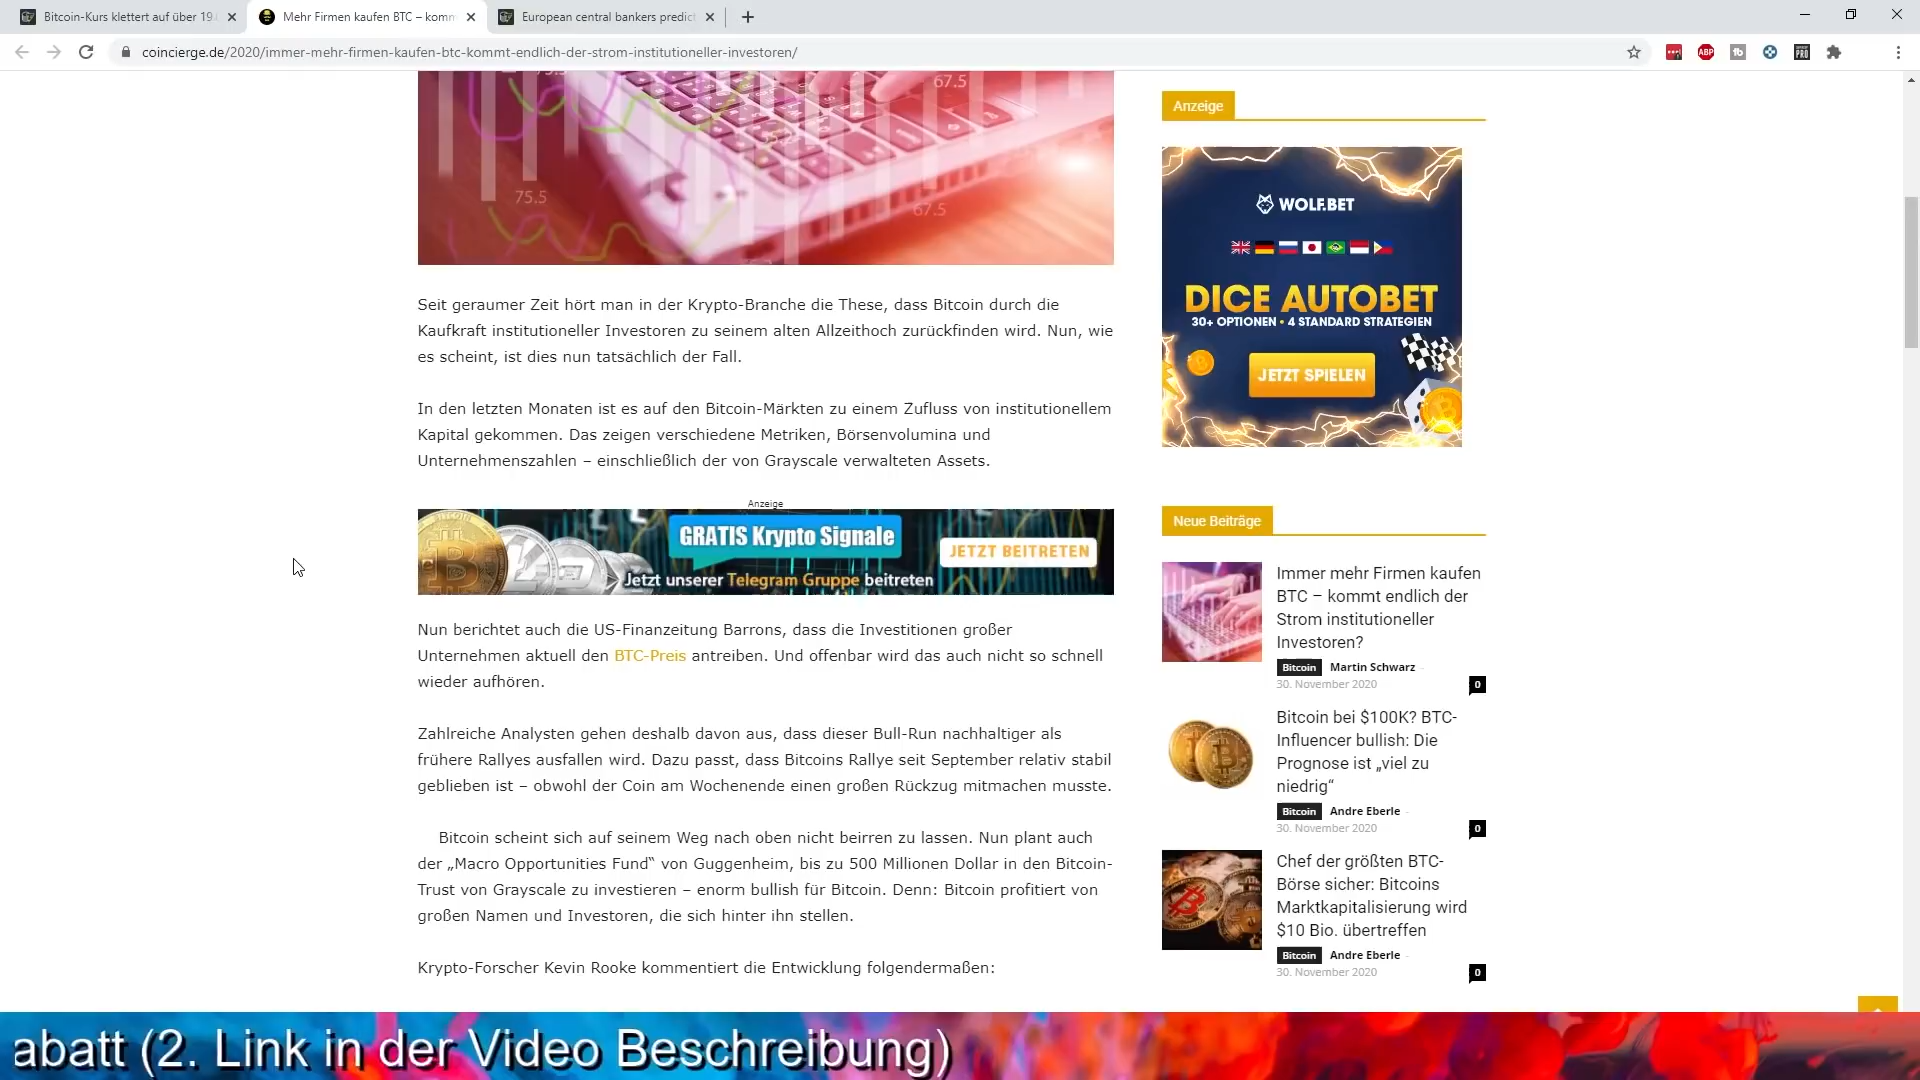 Bitcoin-Kurs klettert auf über 19.
Mehr Firmen kaufen BTC – komm
European central bankers predict
coincierge.de/2020/immer-mehr-firmen-kaufen-btc-kommt-endlich-der-strom-institutioneller-investoren/
67.5
75.5
67.5
Seit geraumer Zeit hört man in der Krypto-Branche die These, dass Bitcoin durch die
Kaufkraft institutioneller Investoren zu seinem alten Allzeithoch zurückfinden wird. Nun, wie
es scheint, ist dies nun tatsächlich der Fall.
In den letzten Monaten ist es auf den Bitcoin-Märkten zu einem Zufluss von institutionellem
Kapital gekommen. Das zeigen verschiedene Metriken, Börsenvolumina und
Unternehmenszahlen – einschließlich der von Grayscale verwalteten Assets.
Anzeige
GRATIS Krypto Signale
JETZT BEITRETEN
Jetzt unserer Telegram Gruppe beitreten
Nun berichtet auch die US-Finanzeitung Barrons, dass die Investitionen großer
Unternehmen aktuell den BTC-Preis antreiben. Und offenbar wird das auch nicht so schnell
wieder aufhören.
Zahlreiche Analysten gehen deshalb davon aus, dass dieser Bull-Run nachhaltiger als
frühere Rallyes ausfallen wird. Dazu passt, dass Bitcoins Rallye seit September relativ stabil
geblieben ist – obwohl der Coin am Wochenende einen großen Rückzug mitmachen musste.
Bitcoin scheint sich auf seinem Weg nach oben nicht beirren zu lassen. Nun plant auch
der „Macro Opportunities Fund“ von Guggenheim, bis zu 500 Millionen Dollar in den Bitcoin-
Trust von Grayscale zu investieren – enorm bullish für Bitcoin. Denn: Bitcoin profitiert von
großen Namen und Investoren, die sich hinter ihn stellen.
Krypto-Forscher Kevin Rooke kommentiert die Entwicklung folgendermaßen:
Anzeige
WOLF.BET
DICE AUTOBET
30+ OPTIONEN • 4 STANDARD STRATEGIEN
JETZT SPIELEN
Neue Beiträge
Immer mehr Firmen kaufen
BTC – kommt endlich der
Strom institutioneller
Investoren?
Bitcoin Martin Schwarz -
30. November 2020 0
Bitcoin bei $100K? BTC-
Influencer bullish: Die
Prognose ist „viel zu
niedrig“
Bitcoin Andre Eberle -
30. November 2020 0
Chef der größten BTC-
Börse sicher: Bitcoins
Marktkapitalisierung wird
$10 Bio. übertreffen
Bitcoin Andre Eberle -
30. November 2020 0
abatt (2. Link in der Video Beschreibung)